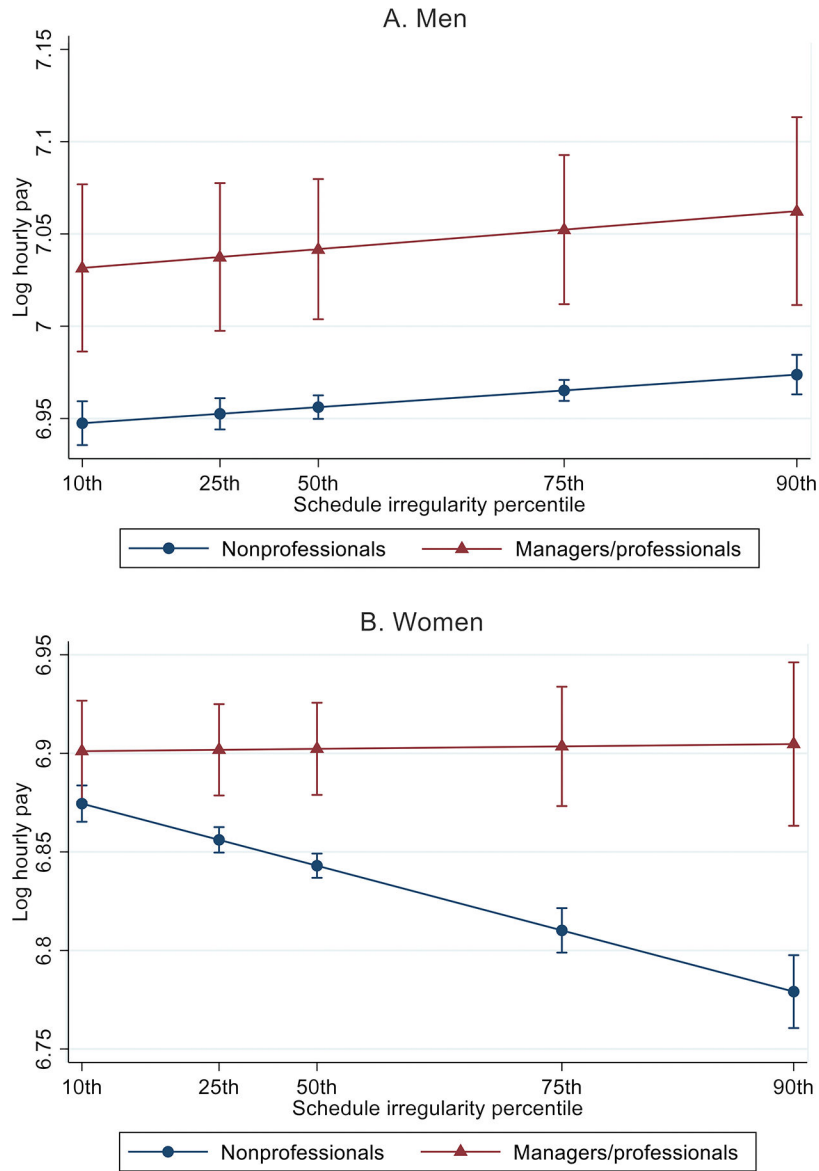 A. Men
Log hourly pay
7.15
7.1
7.05
7
6.95
10th 25th 50th 75th 90th
Schedule irregularity percentile
Nonprofessionals Managers/professionals
B. Women
Log hourly pay
6.95
6.9
6.85
6.8
6.75
10th 25th 50th 75th 90th
Schedule irregularity percentile
Nonprofessionals Managers/professionals